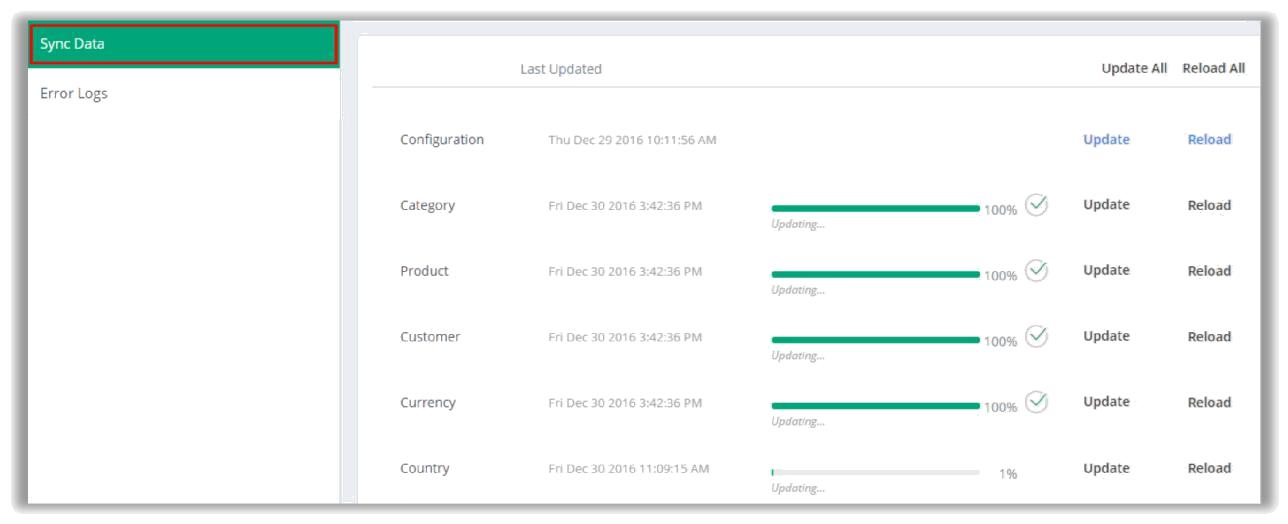 Sync Data
Error Logs
Last Updated Update All Reload All
Configuration Thu Dec 29 2016 10:11:56 AM Update Reload
Category Fri Dec 30 2016 3:42:36 PM 100% Update Reload
Updating...
Product Fri Dec 30 2016 3:42:36 PM 100% Update Reload
Updating...
Customer Fri Dec 30 2016 3:42:36 PM 100% Update Reload
Updating...
Currency Fri Dec 30 2016 3:42:36 PM 100% Update Reload
Updating...
Country Fri Dec 30 2016 11:09:15 AM 1% Update Reload
Updating...